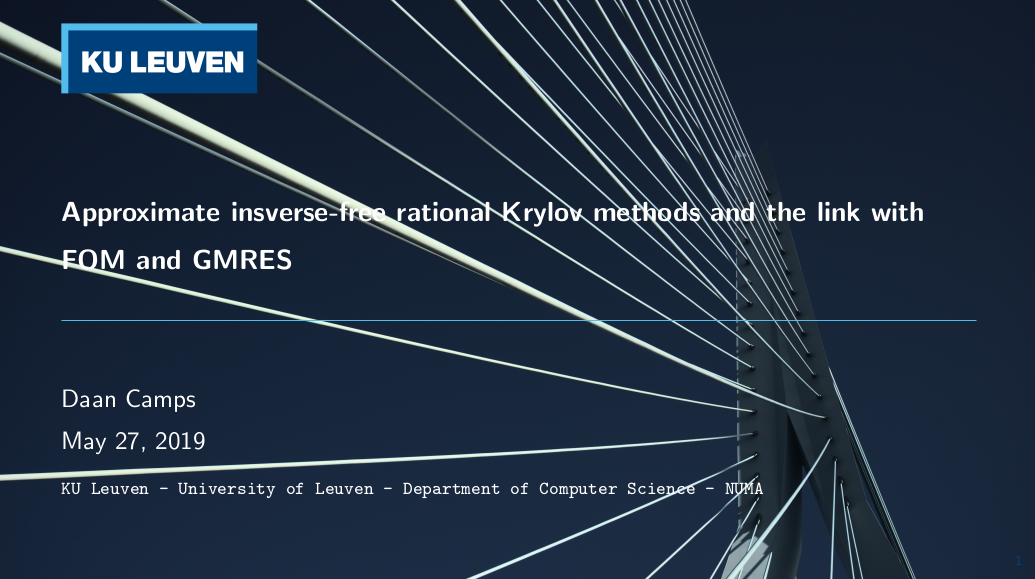 KU LEUVEN
Approximate insverse-free rational Krylov methods and the link with
FOM and GMRES
Daan Camps
May 27, 2019
KU Leuven - University of Leuven - Department of Computer Science - NUMA
1